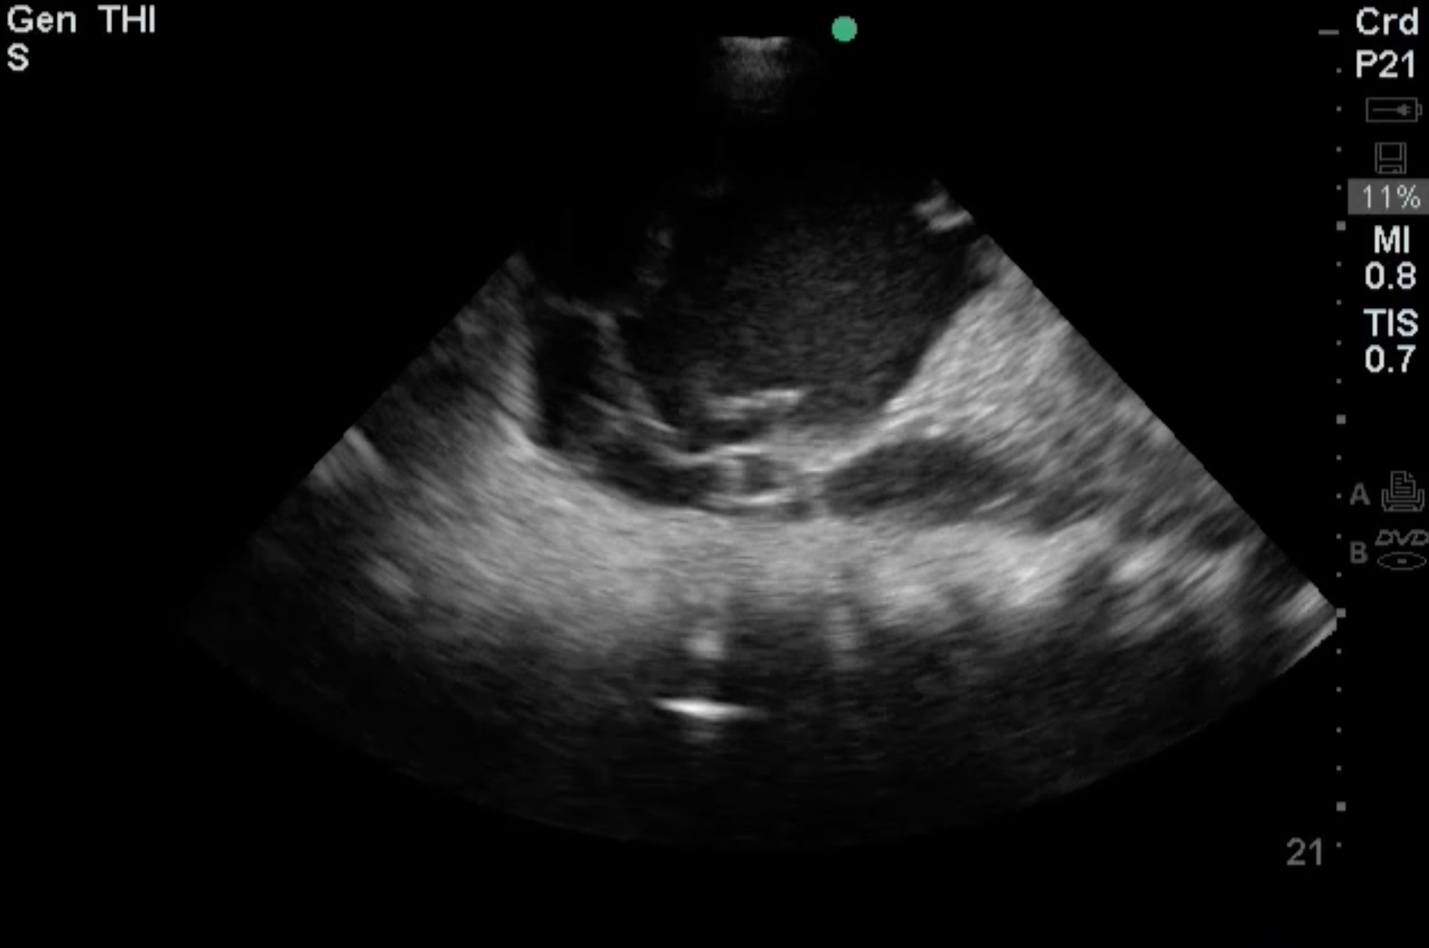 Gen THI
S
Crd
P21
11%
MI
0.8
TIS
0.7
A
B DVD
21